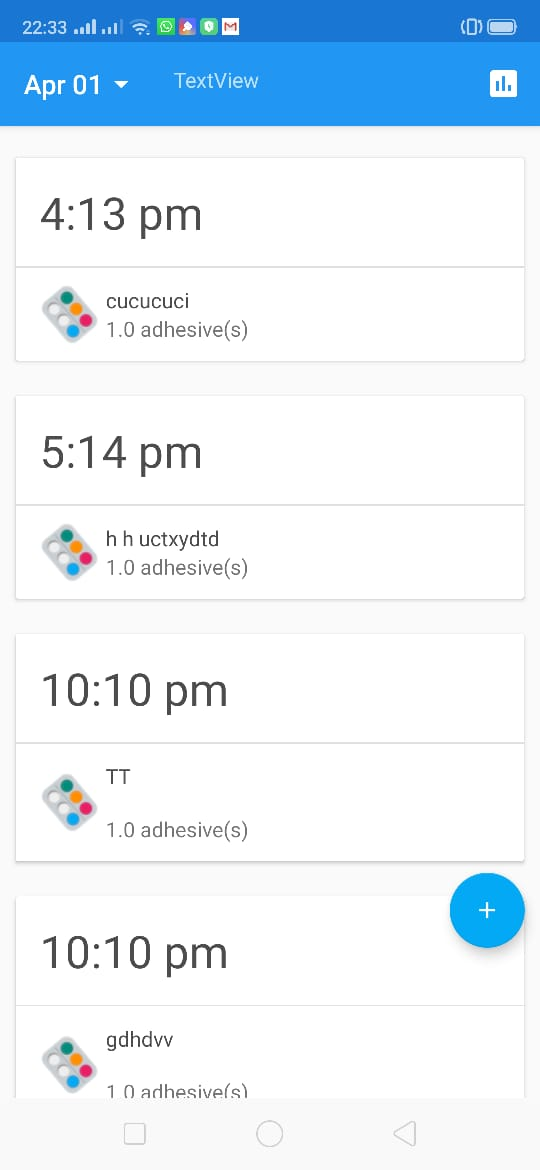 22:33
Apr 01
TextView
4:13 pm
cucucuci
1.0 adhesive(s)
5:14 pm
h h uctxydtd
1.0 adhesive(s)
10:10 pm
TT
1.0 adhesive(s)
10:10 pm
gdhdvv
1.0 adhesive(s)